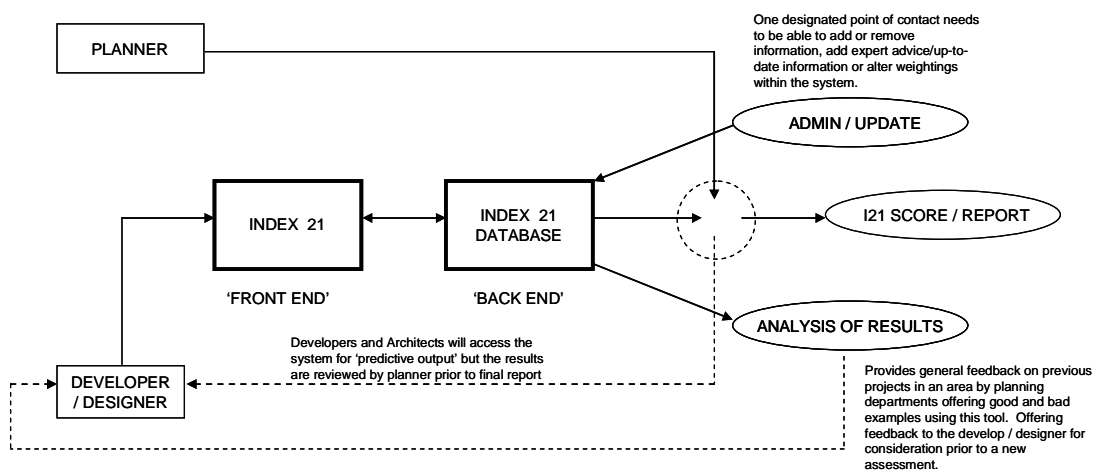 One designated point of contact needs
to be able to add or remove
information, add expert advice/up-to-
date information or alter weightings
within the system.
PLANNER
ADMIN / UPDATE
INDEX 21
INDEX 21
DATABASE
I21 SCORE / REPORT
'FRONT END'
'BACK END'
ANALYSIS OF RESULTS
Developers and Architects will access the
system for 'predictive output' but the results
are reviewed by planner prior to final report
DEVELOPER
/ DESIGNER
Provides general feedback on previous
projects in an area by planning
departments offering good and bad
examples using this tool.  Offering
feedback to the develop / designer for
consideration prior to a new
assessment.